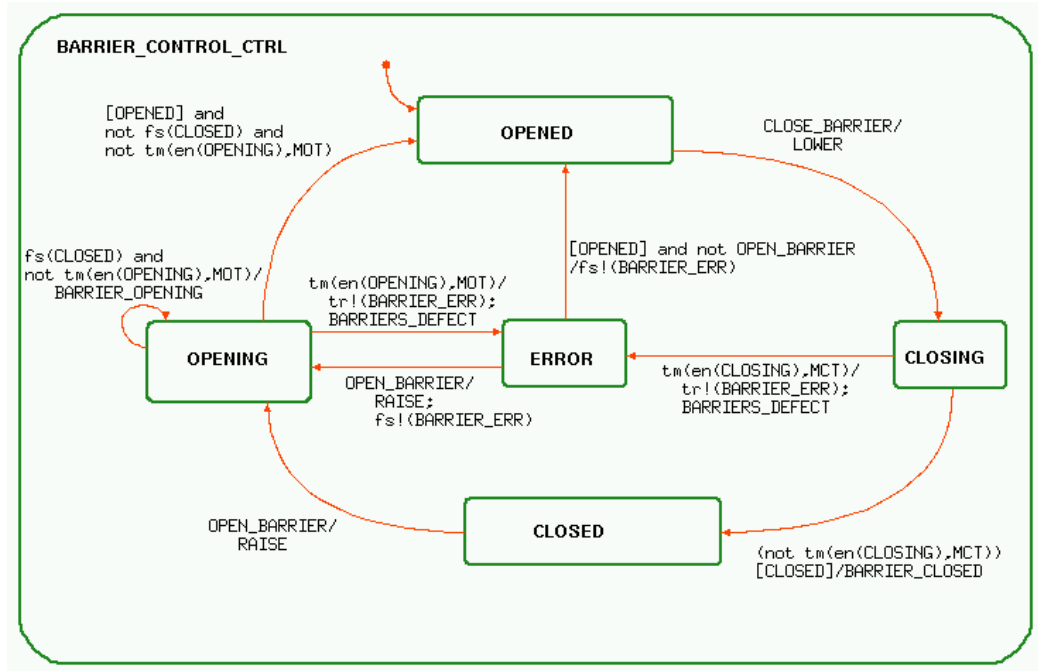 BARRIER_CONTROL_CTRL
[OPENED] and
not fs(CLOSED) and
not tm(en(OPENING),MOT)
OPENED
CLOSE_BARRIER/
LOWER
fs(CLOSED) and
not tm(en(OPENING),MOT)/
BARRIER_OPENING
[OPENED] and not OPEN_BARRIER
/fs!(BARRIER_ERR)
tm(en(OPENING),MOT)/
tr!(BARRIER_ERR);
BARRIERS_DEFECT
OPENING
ERROR
CLOSING
OPEN_BARRIER/
RAISE;
fs!(BARRIER_ERR)
tm(en(CLOSING),MCT)/
tr!(BARRIER_ERR);
BARRIERS_DEFECT
OPEN_BARRIER/
RAISE
CLOSED
(not tm(en(CLOSING),MCT))
[CLOSED]/BARRIER_CLOSED